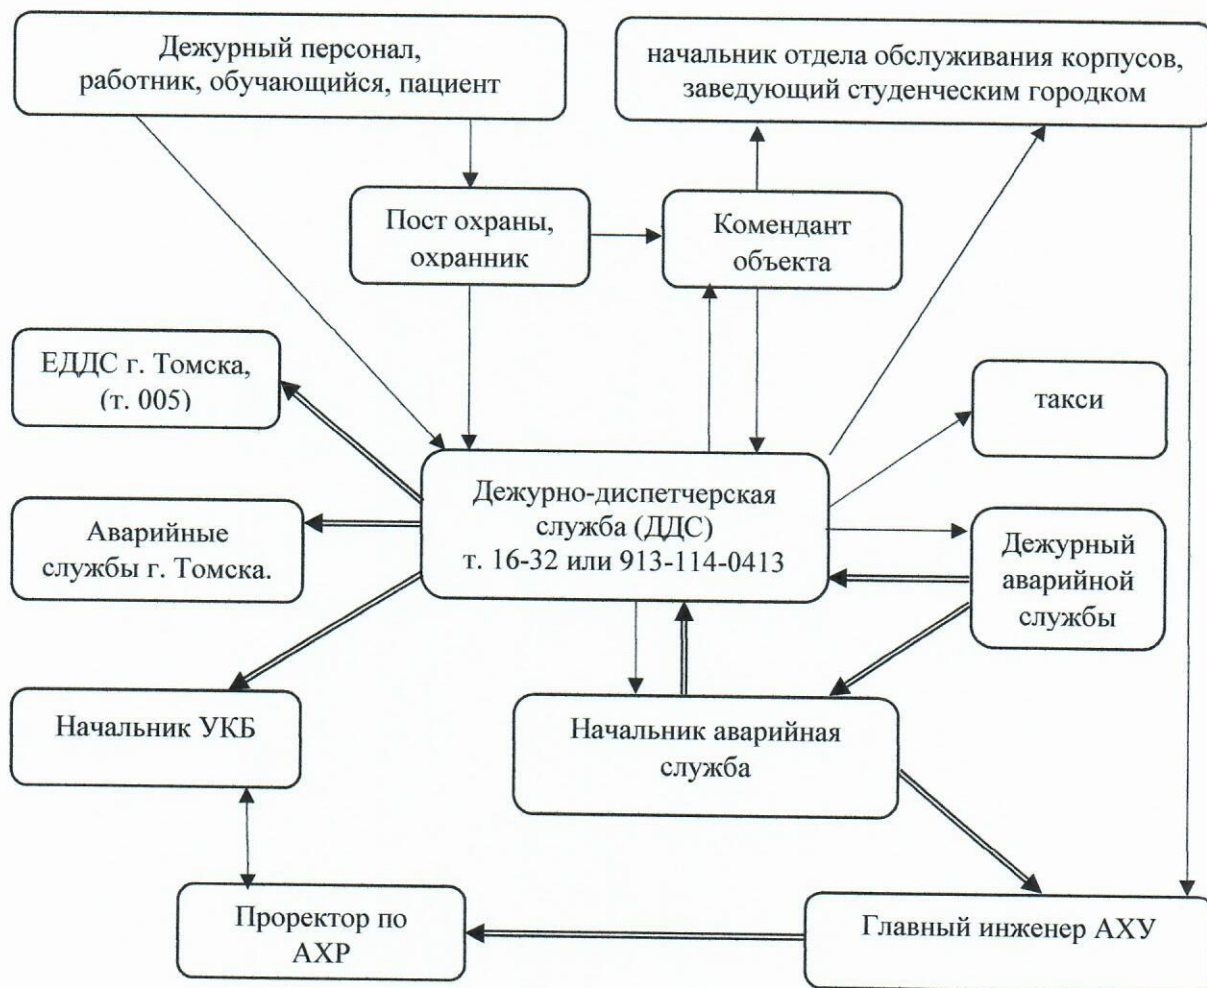 Дежурный персонал,
работник, обучающийся, пациент
начальник отдела обслуживания корпусов,
заведующий студенческим городком
Пост охраны,
охранник
Комендант
объекта
ЕДДС г. Томска,
(т. 005)
такси
Дежурно-диспетчерская
служба (ДДС)
т. 16-32 или 913-114-0413
Аварийные
службы г. Томска.
Дежурный
аварийной
службы
Начальник УКБ
Начальник аварийная
служба
Проректор по
АХР
Главный инженер АХУ